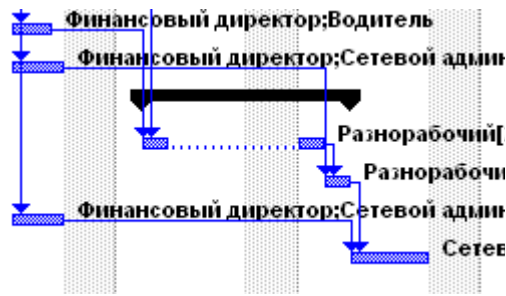 Финансовый директор;Водитель
Финансовый директор;Сетевой админ
Разнорабочий[
Разнорабочи
Финансовый директор;Сетевой админ
Сетев